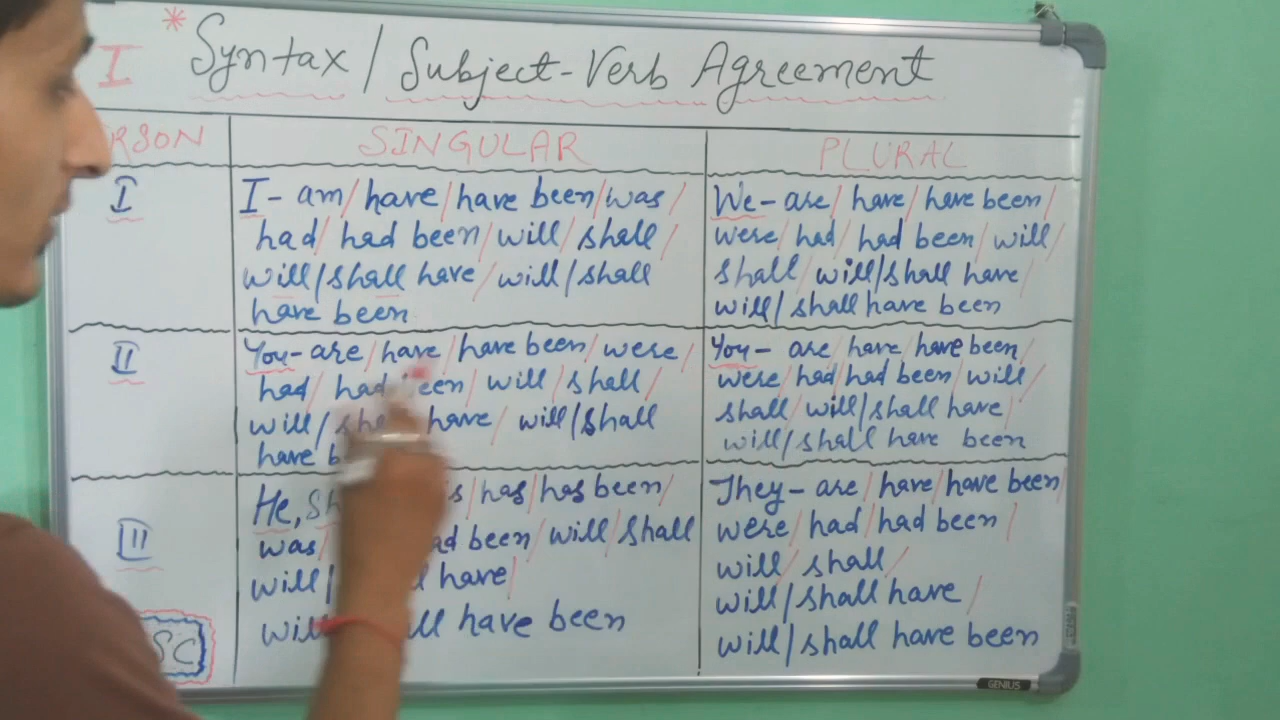 I * Syntax / Subject-Verb Agreement
SINGULAR PLURAL
I
I - am / have / have been / was /
had / had been / will / shall /
will / shall have / will / shall
have been
We - are / have / have been /
were / had / had been / will /
shall / will / shall have /
will / shall have been
II
You - are / have / have been / were /
had / had been / will / shall /
will / have / will / shall
have
You - are / have / have been /
were / had / had been / will /
shall / will / shall have /
will / shall have been
III
He, / has / has been /
was / been / will / shall
will / have /
have been
They - are / have / have been /
were / had / had been /
will / shall /
will / shall have /
will / shall have been
GENIUS